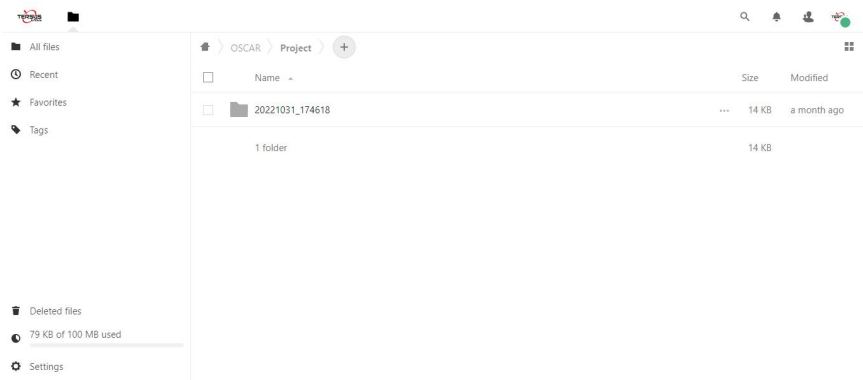 TERSUS
All files
Recent
Favorites
Tags
OSCAR Project +
Name Size Modified
20221031_174618 ... 14 KB a month ago
1 folder 14 KB
Deleted files
79 KB of 100 MB used
Settings